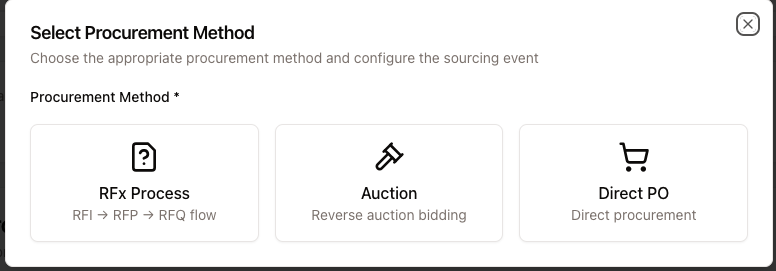 Select Procurement Method
Choose the appropriate procurement method and configure the sourcing event
Procurement Method *
RFx Process
RFI → RFP → RFQ flow
Auction
Reverse auction bidding
Direct PO
Direct procurement